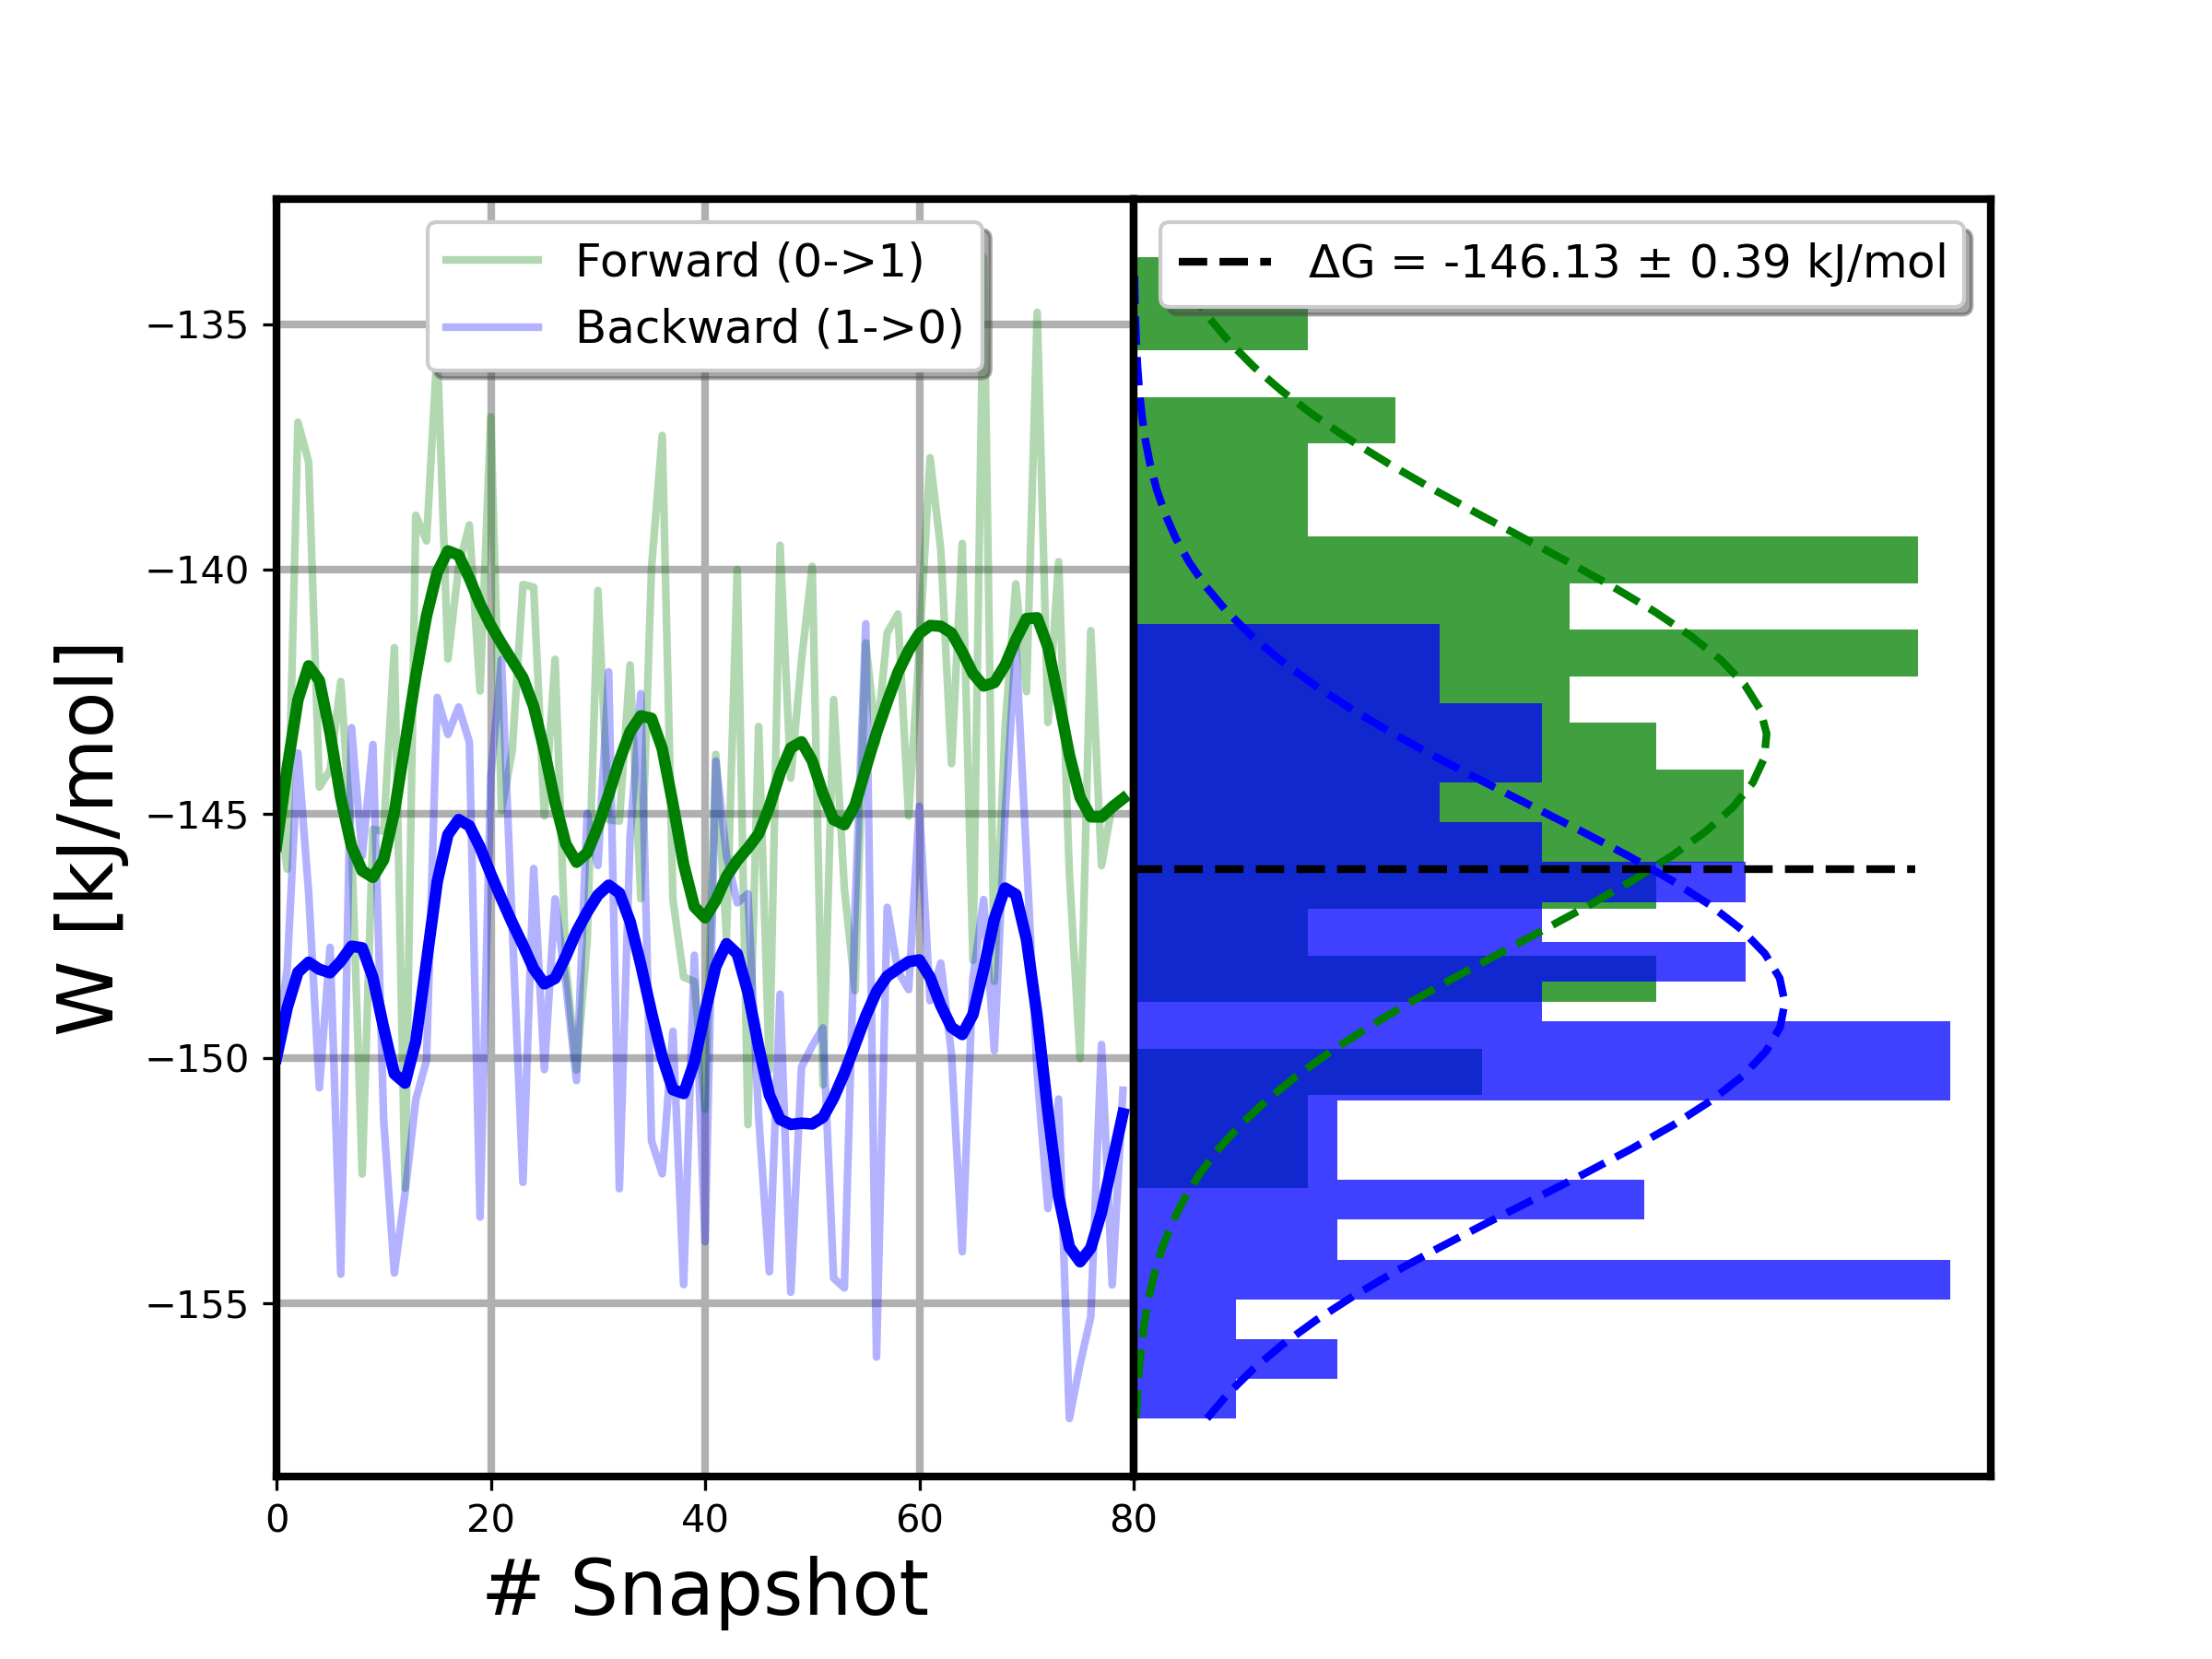 Forward (0->1)
Backward (1->0)
ΔG = -146.13 ± 0.39 kJ/mol
W [kJ/mol]
−135
−140
−145
−150
−155
0 20 40 60 80
# Snapshot